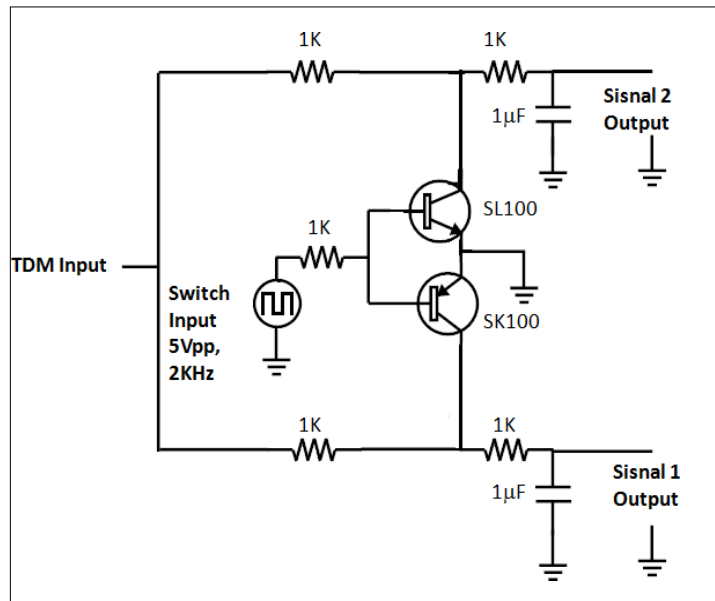 1K
1K
1µF
Sisnal 2
Output
SL100
1K
TDM Input
Switch
Input
5Vpp,
2KHz
SK100
1K
1K
1µF
Sisnal 1
Output